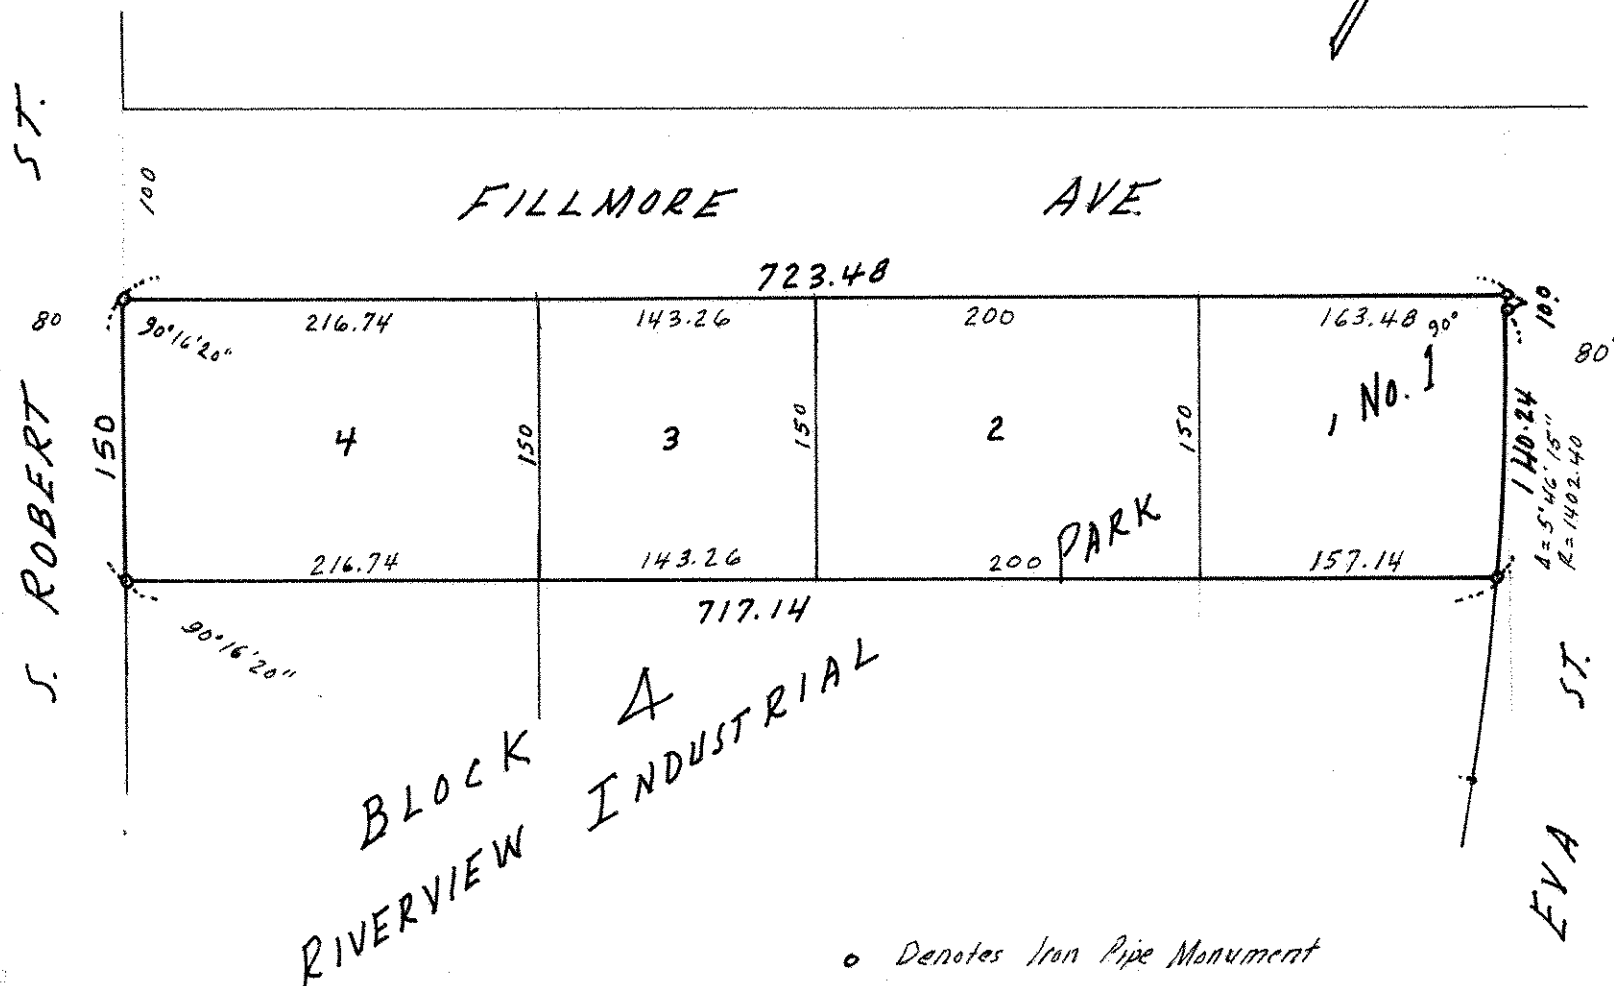 S. ROBERT ST.
100
FILLMORE AVE.
723.48
80
90°16'20"
216.74
143.26
200
163.48
90°
100
80'
150
4
150
3
150
2
150
, No. 1
140.24
Δ = 5°46'15"
R = 1402.40
216.74
143.26
200
PARK
157.14
717.14
90°16'20"
BLOCK 4
RIVERVIEW INDUSTRIAL
EVA ST.
o Denotes Iron Pipe Monument